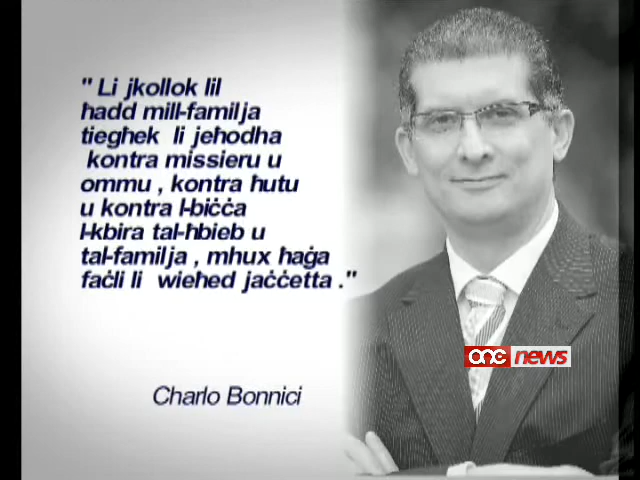 " Li jkollok lil
ħadd mill-familja
tiegħek li jeħodha
kontra missieru u
ommu , kontra ħutu
u kontra l-biċċa
l-kbira tal-ħbieb u
tal-familja , mhux ħaġa
faċli li wieħed jaċċetta ."
one news
Charlo Bonnici